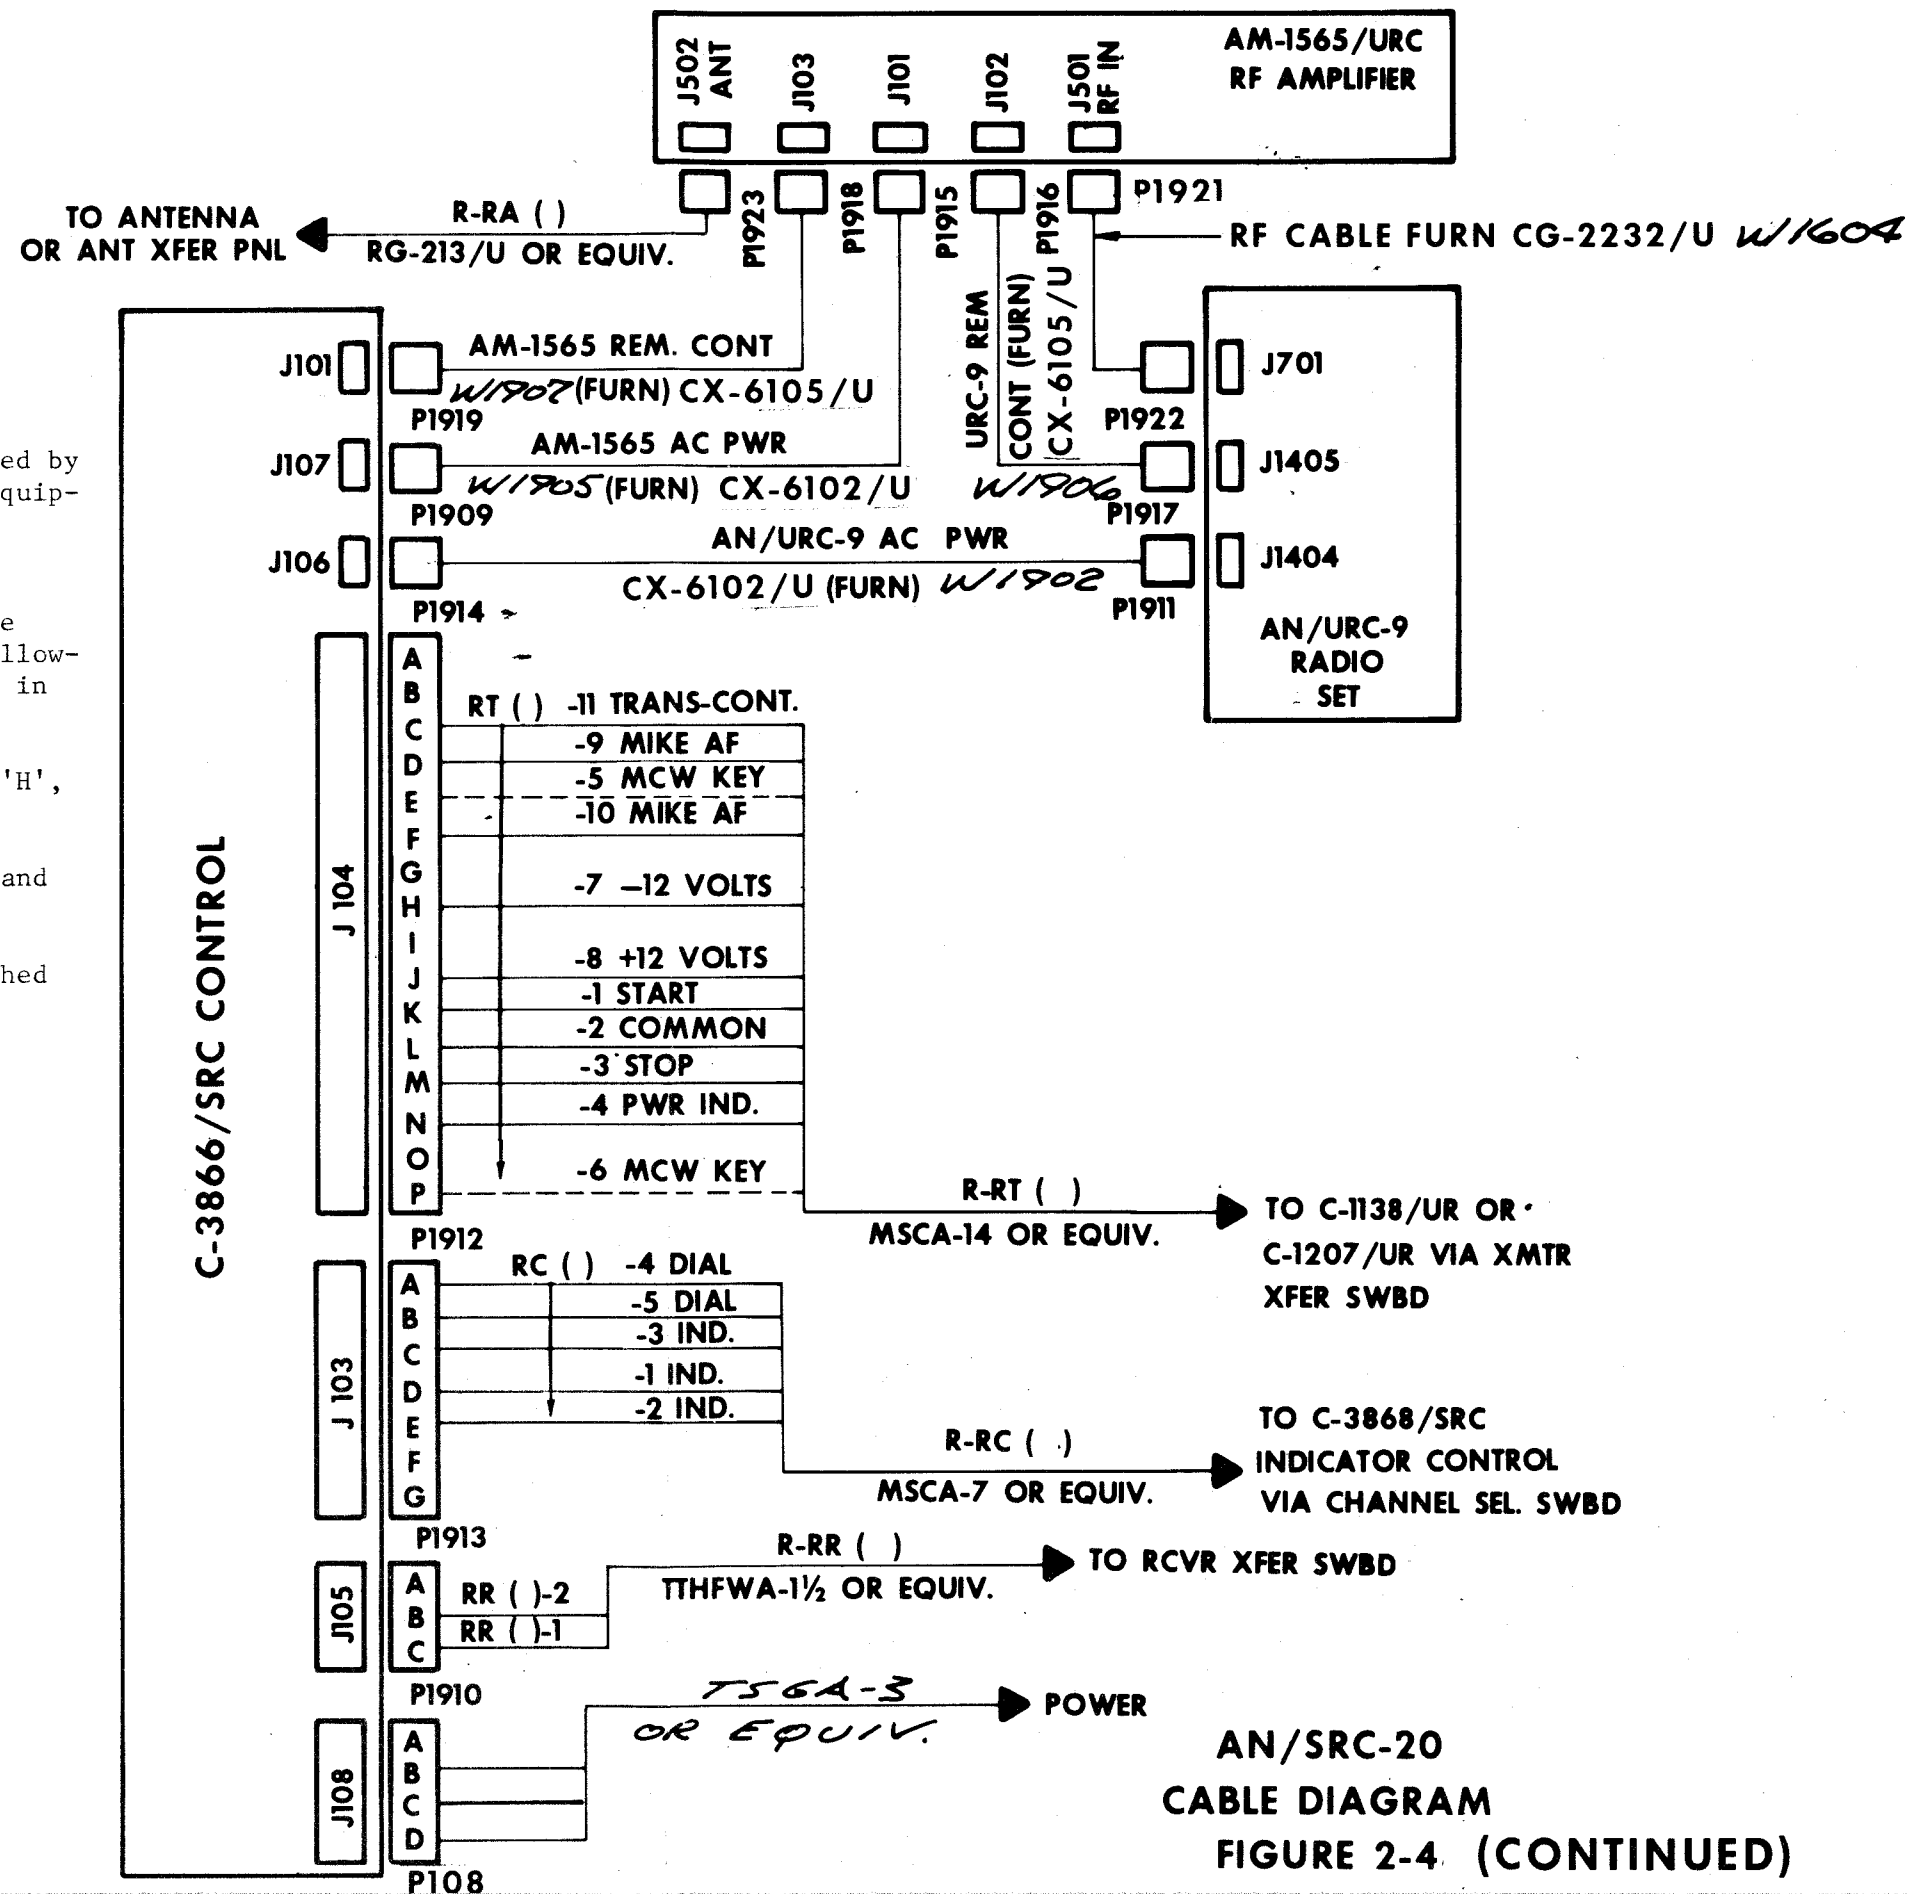 AM-1565/URC
RF AMPLIFIER
J502
ANT
J103
J101
J102
J501
RF IN
P1923
P1918
P1915
P1916
P1921
TO ANTENNA
OR ANT XFER PNL
R-RA ( )
RG-213/U OR EQUIV.
RF CABLE FURN CG-2232/U W1604
URC-9 REM
CONT (FURN)
CX-6105/U
W1906
J101
AM-1565 REM. CONT
W1907 (FURN) CX-6105/U
P1919
J107
AM-1565 AC PWR
W1905 (FURN) CX-6102/U
P1909
J106
AN/URC-9 AC PWR
CX-6102/U (FURN) W1902
P1914
P1922
J701
P1917
J1405
P1911
J1404
AN/URC-9
RADIO
SET
ed by
quip-
e
llow-
in
'H',
and
hed
C-3866/SRC CONTROL
J104
A
B
C
D
E
F
G
H
I
J
K
L
M
N
O
P
RT ( ) -11 TRANS-CONT.
-9 MIKE AF
-5 MCW KEY
-10 MIKE AF
-7 –12 VOLTS
-8 +12 VOLTS
-1 START
-2 COMMON
-3 STOP
-4 PWR IND.
-6 MCW KEY
P1912
R-RT ( )
MSCA-14 OR EQUIV.
TO C-1138/UR OR
C-1207/UR VIA XMTR
XFER SWBD
J103
A
B
C
D
E
F
G
RC ( ) -4 DIAL
-5 DIAL
-3 IND.
-1 IND.
-2 IND.
P1913
R-RC ( )
MSCA-7 OR EQUIV.
TO C-3868/SRC
INDICATOR CONTROL
VIA CHANNEL SEL. SWBD
J105
A
B
C
RR ( )-2
RR ( )-1
P1910
R-RR ( )
TTHFWA-1½ OR EQUIV.
TO RCVR XFER SWBD
J108
A
B
C
D
P108
TSGA-3
OR EQUIV.
POWER
AN/SRC-20
CABLE DIAGRAM
FIGURE 2-4 (CONTINUED)